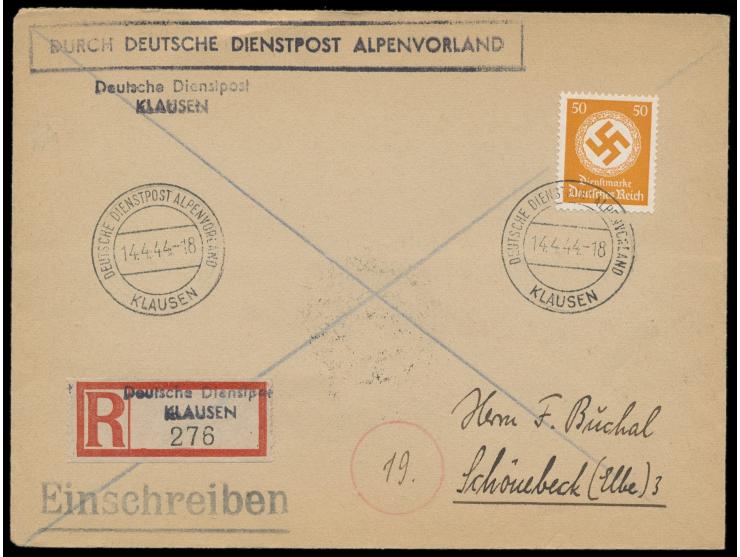 DURCH DEUTSCHE DIENSTPOST ALPENVORLAND
Deutsche Dienstpost
KLAUSEN
50 50
Dienstmarke
Deutsches Reich
DEUTSCHE DIENSTPOST ALPENVORLAND
14.4.44.-18
KLAUSEN
DEUTSCHE DIENSTPOST ALPENVORLAND
14.4.44.-18
KLAUSEN
R
Deutsche Dienstpost
KLAUSEN
276
Einschreiben
19.
Herrn F. Büchal
Schönebeck (Elbe) 3